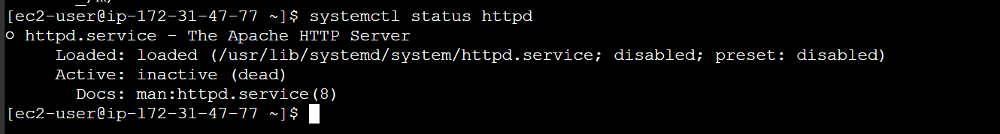 [ec2-user@ip-172-31-47-77 ~]$ systemctl status httpd
○ httpd.service - The Apache HTTP Server
     Loaded: loaded (/usr/lib/systemd/system/httpd.service; disabled; preset: disabled)
     Active: inactive (dead)
       Docs: man:httpd.service(8)
[ec2-user@ip-172-31-47-77 ~]$